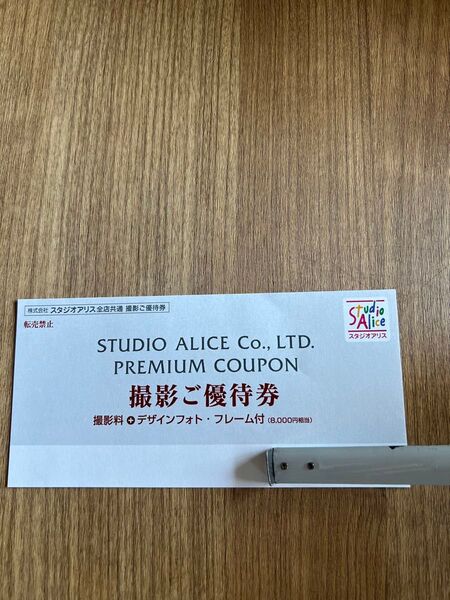 株式会社 スタジオアリス全店共通 撮影ご優待券
転売禁止
Studio
Alice
スタジオアリス
STUDIO ALICE Co., LTD.
PREMIUM COUPON
撮影ご優待券
撮影料+デザインフォト・フレーム付(8,000円相当)